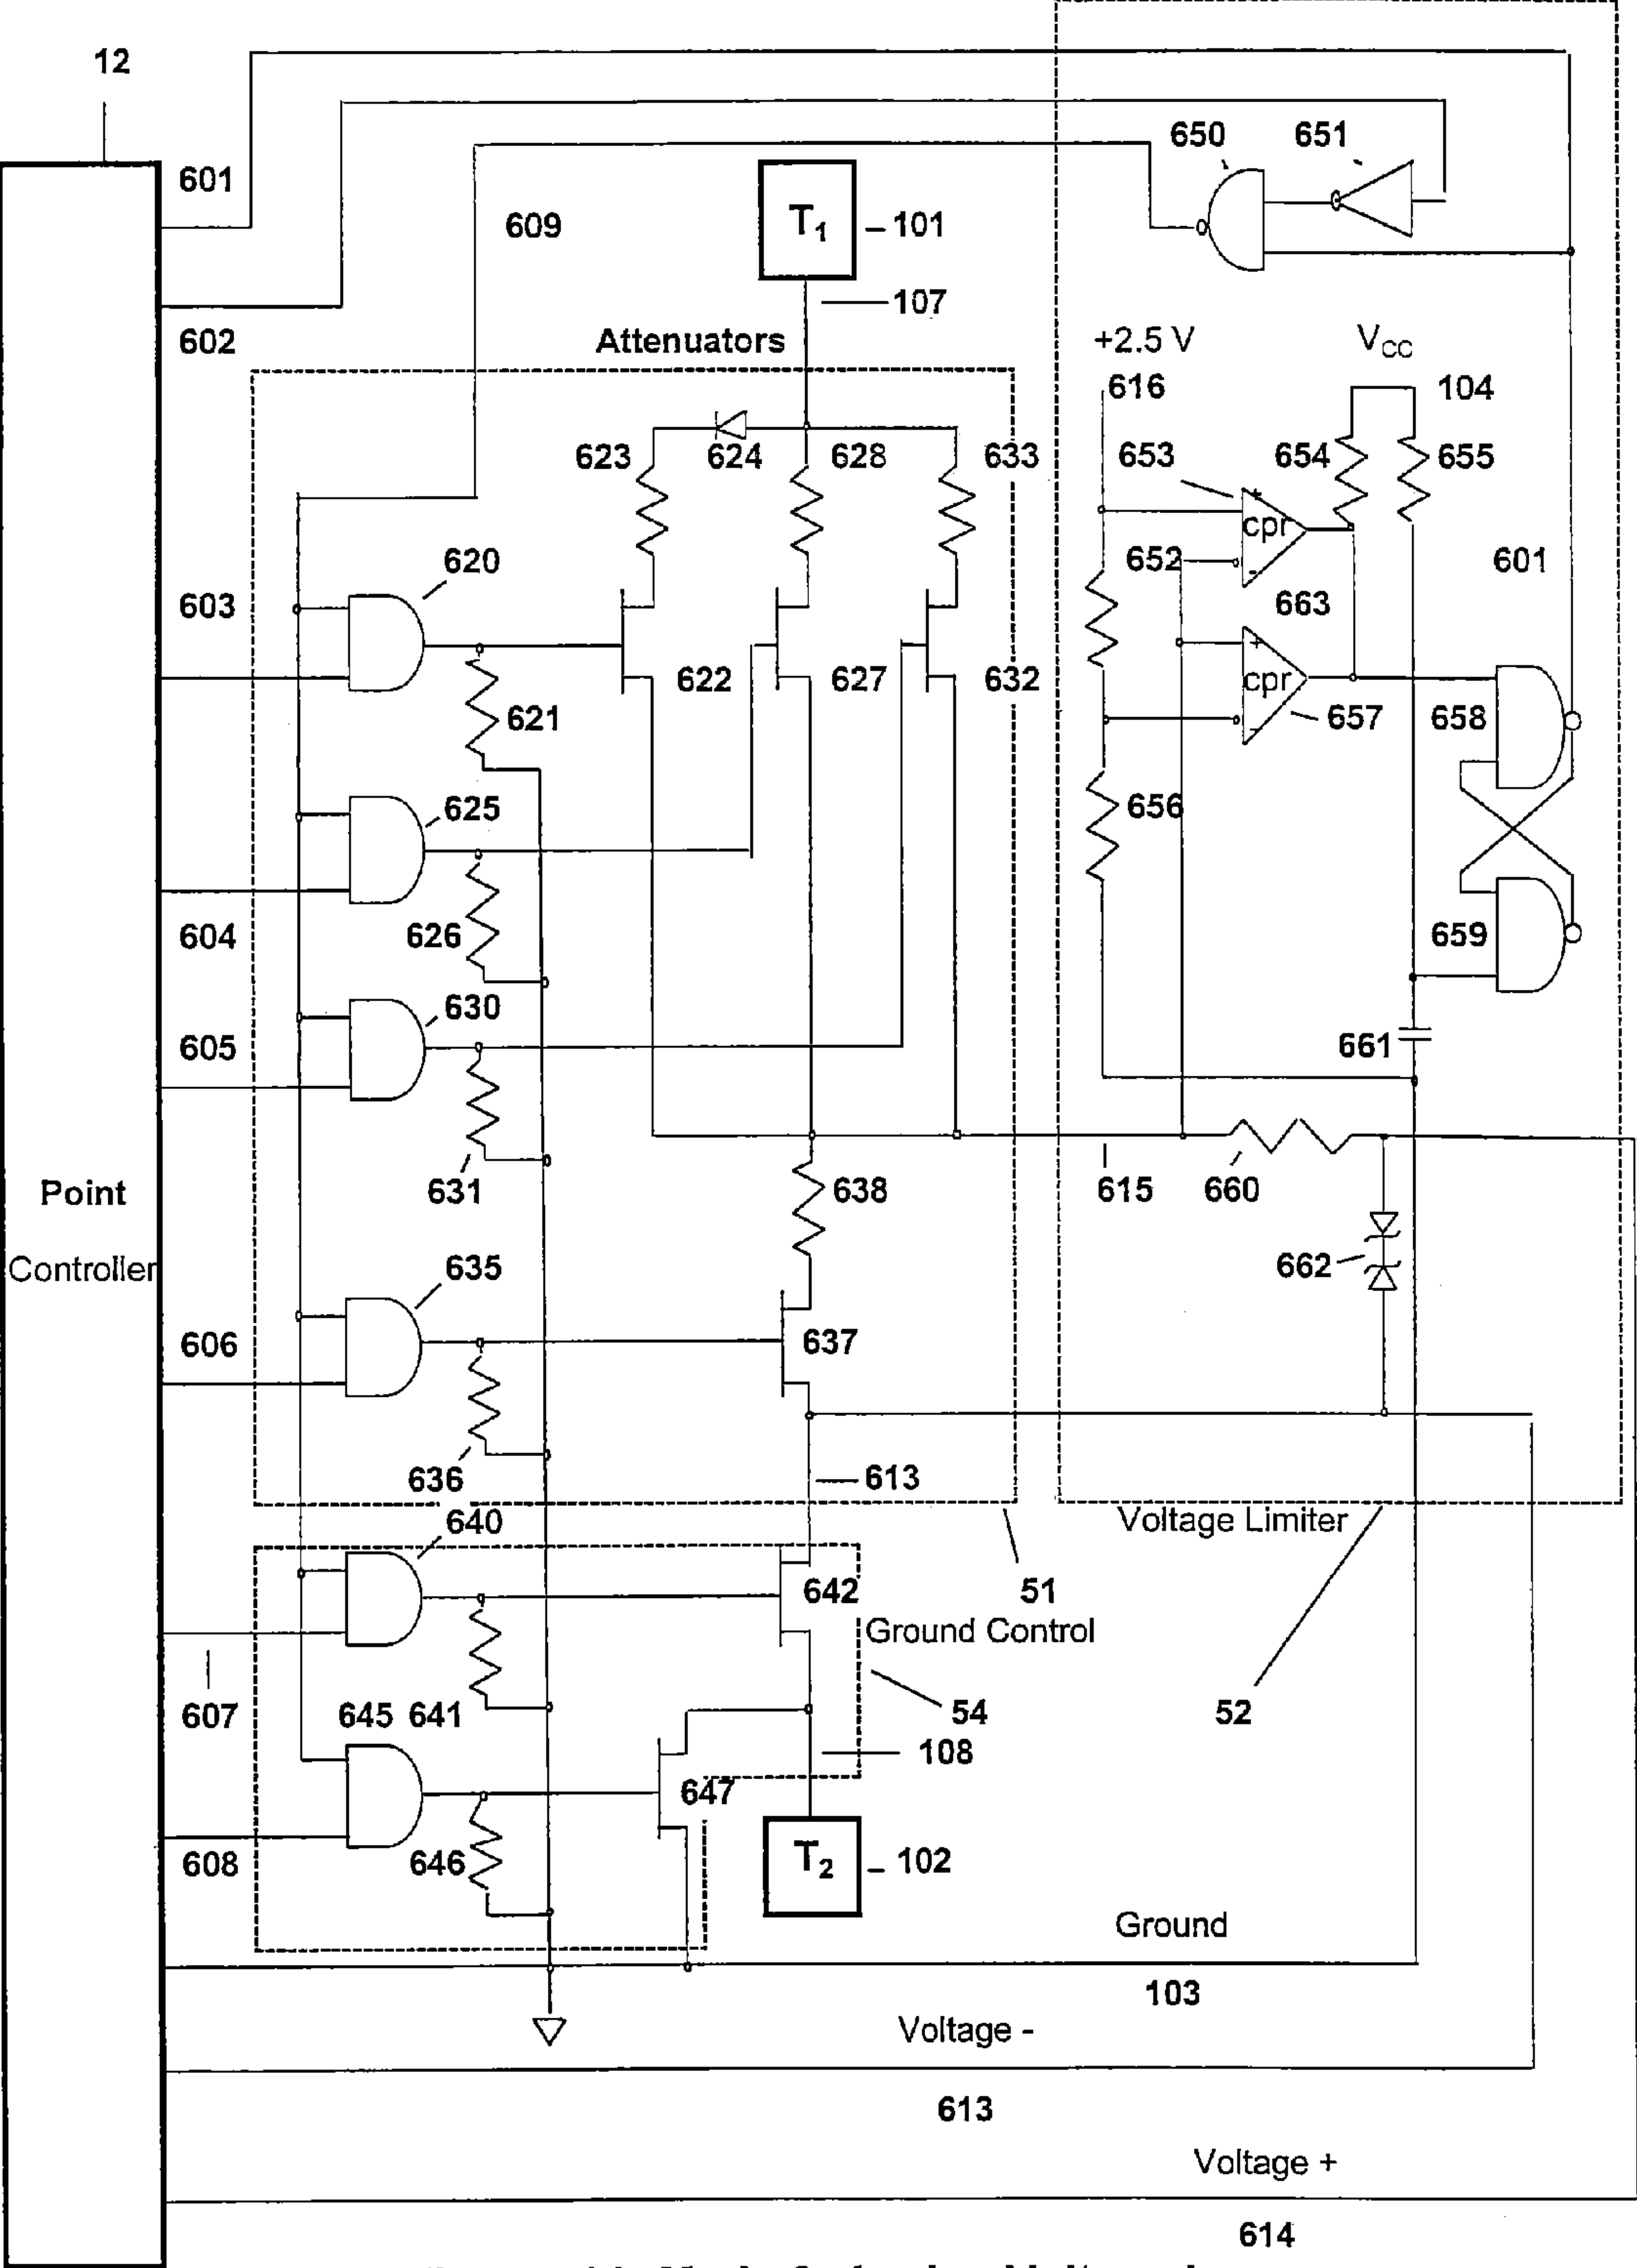 12
601
650 651
T1 101
609
107
602
Attenuators
+2.5 V VCC
616 104
623 624 628 633 653 654 655
cpr
620 652 601
603 663
622 627 632 cpr
621 657 658
625 656
604 626 659
630
605 661
631 638 615 660
Point
Controller
635 662
606 637
636 613
640 Voltage Limiter
642 51
Ground Control
607 645 641 54 52
108
647
608 646 T2 102
Ground
103
Voltage -
613
Voltage +
614